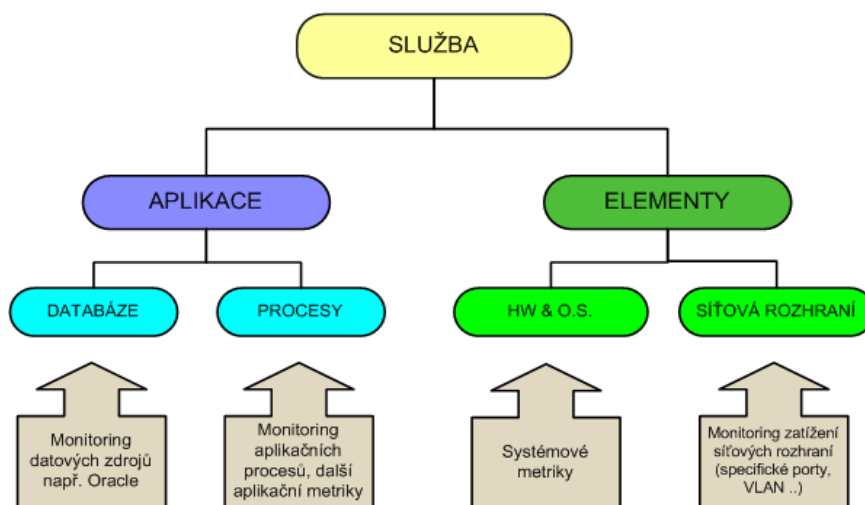 SLUŽBA
APLIKACE
ELEMENTY
DATABÁZE
PROCESY
HW & O.S.
SÍŤOVÁ ROZHRANÍ
Monitoring
datových zdrojů
např. Oracle
Monitoring
aplikačních
procesů, další
aplikační metriky
Systémové
metriky
Monitoring zatížení
síťových rozhraní
(specifické porty,
VLAN ..)